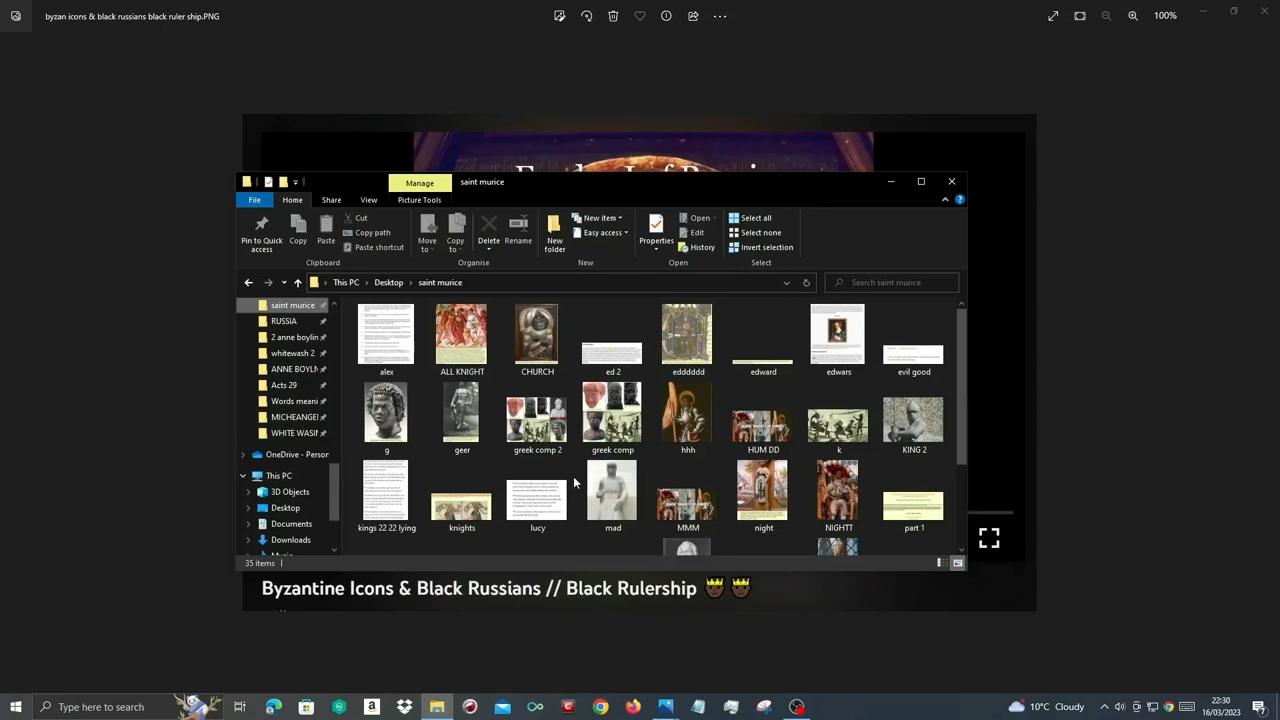 byzan icons & black russians black ruler ship.PNG
100%
Manage
saint murice
File
Home
Share
View
Picture Tools
Pin to Quick access
Copy
Paste
Cut
Copy path
Paste shortcut
Move to
Copy to
Delete
Rename
New folder
New item
Easy access
Properties
Open
Edit
History
Select all
Select none
Invert selection
Clipboard
Organise
New
Open
Select
This PC
Desktop
saint murice
Search saint murice
saint murice
RUSSIA
2 anne boylin
whitewash 2
ANNE BOYLN
Acts 29
Words meani
MICHEANGE
WHITE WASIN
OneDrive - Person
This PC
3D Objects
Desktop
Documents
Downloads
Music
alex
ALL KNIGHT
CHURCH
ed 2
edddddd
edward
edwars
evil good
g
geer
greek comp 2
greek comp
hhh
HUM DD
k
KING 2
kings 22 22 lying
knights
lucy
mad
MMM
night
NIGHTT
part 1
35 items
Byzantine Icons & Black Russians // Black Rulership
Type here to search
10°C Cloudy
22:30
16/03/2023